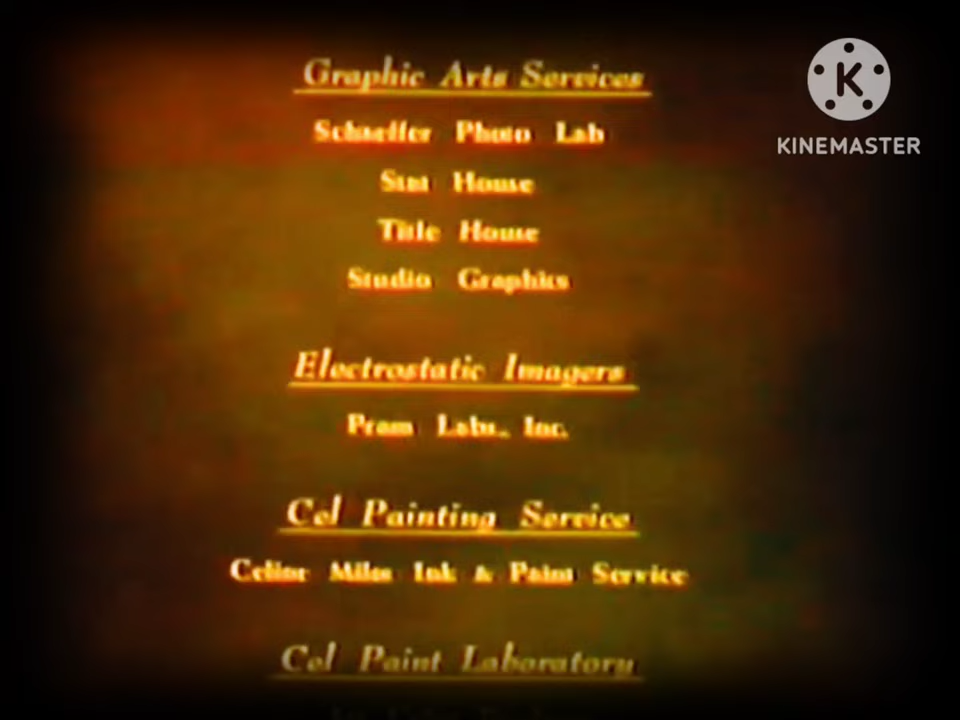 Graphic Arts Services
K
KINEMASTER
Schaeffer Photo Lab
Stat House
Title House
Studio Graphics
Electrostatic Imagers
Pram Labs., Inc.
Cel Painting Service
Celine Miles Ink & Paint Service
Cel Paint Laboratory